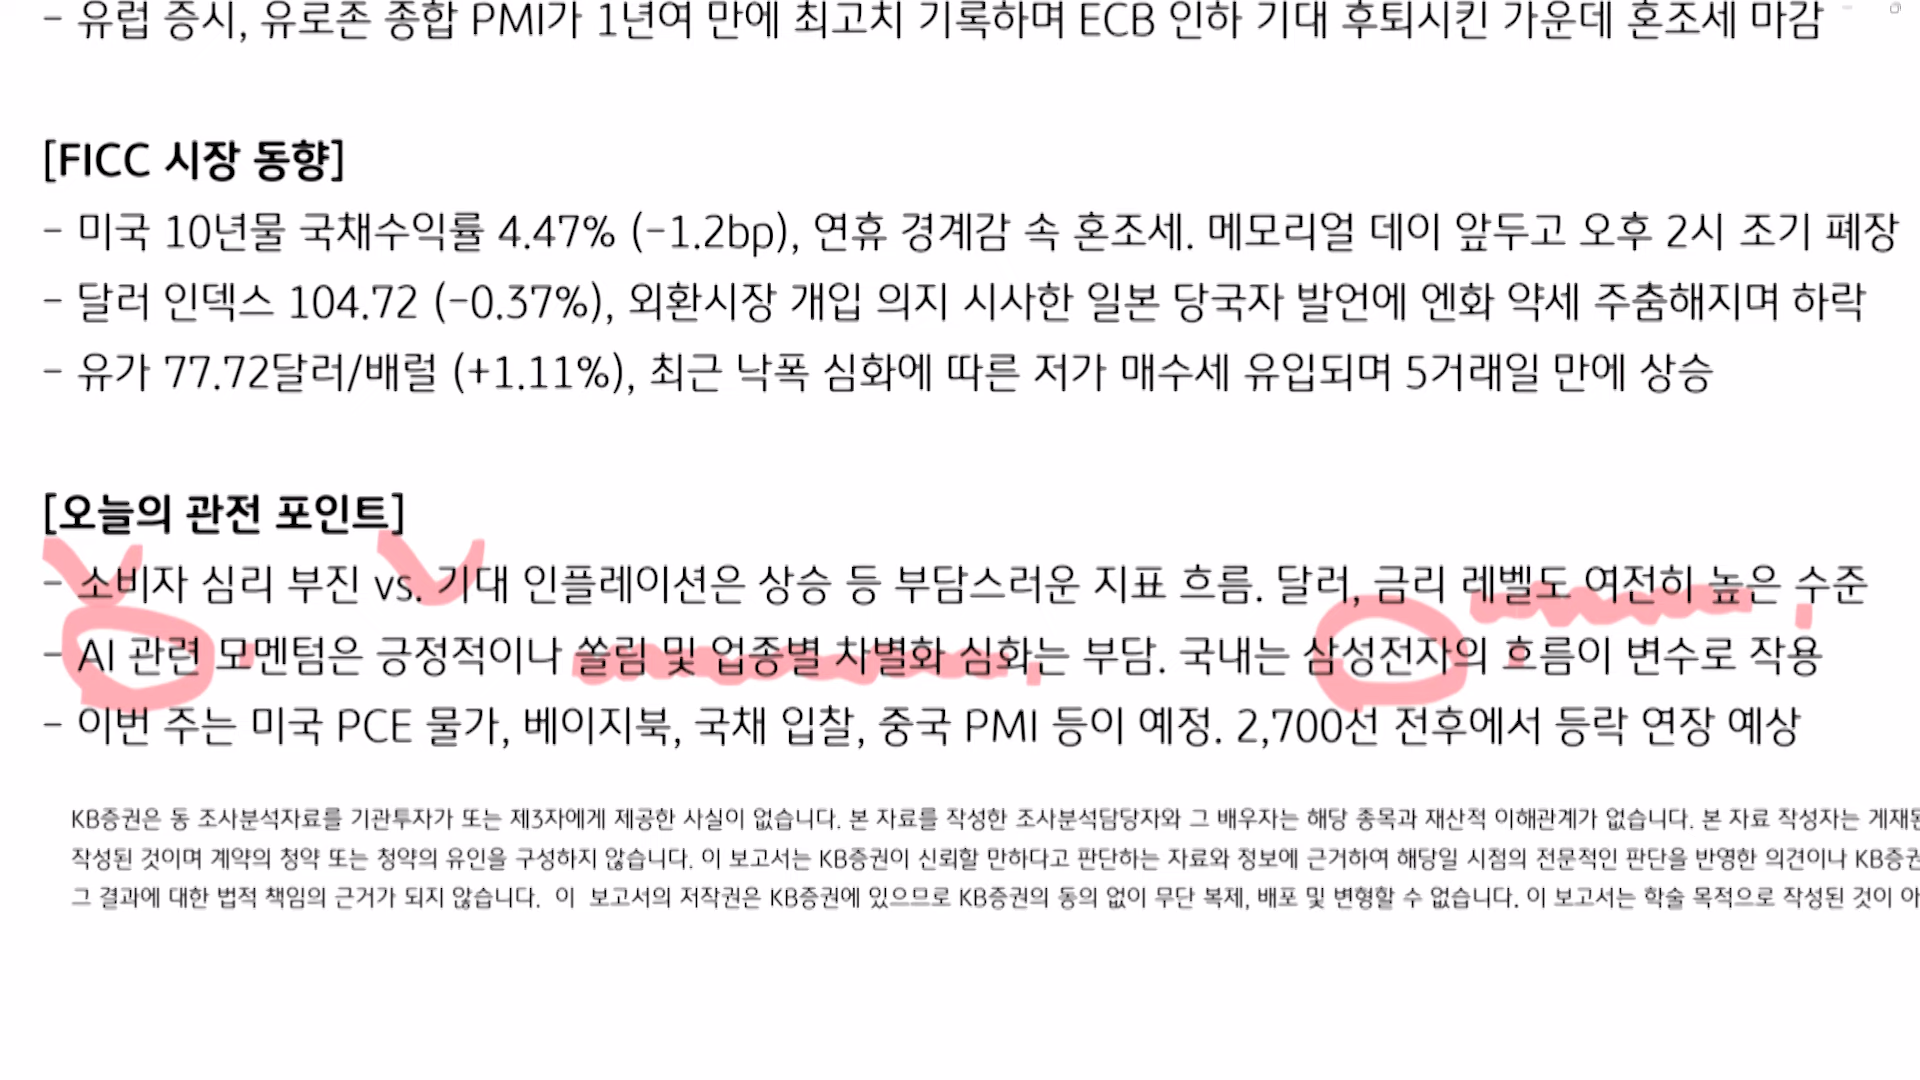 - 유럽 증시, 유로존 종합 PMI가 1년여 만에 최고치 기록하며 ECB 인하 기대 후퇴시킨 가운데 혼조세 마감
[FICC 시장 동향]
- 미국 10년물 국채수익률 4.47% (-1.2bp), 연휴 경계감 속 혼조세. 메모리얼 데이 앞두고 오후 2시 조기 폐장
- 달러 인덱스 104.72 (-0.37%), 외환시장 개입 의지 시사한 일본 당국자 발언에 엔화 약세 주춤해지며 하락
- 유가 77.72달러/배럴 (+1.11%), 최근 낙폭 심화에 따른 저가 매수세 유입되며 5거래일 만에 상승
[오늘의 관전 포인트]
- 소비자 심리 부진 vs. 기대 인플레이션은 상승 등 부담스러운 지표 흐름. 달러, 금리 레벨도 여전히 높은 수준
- AI 관련 모멘텀은 긍정적이나 쏠림 및 업종별 차별화 심화는 부담. 국내는 삼성전자의 흐름이 변수로 작용
- 이번 주는 미국 PCE 물가, 베이지북, 국채 입찰, 중국 PMI 등이 예정. 2,700선 전후에서 등락 연장 예상
KB증권은 동 조사분석자료를 기관투자가 또는 제3자에게 제공한 사실이 없습니다. 본 자료를 작성한 조사분석담당자와 그 배우자는 해당 종목과 재산적 이해관계가 없습니다. 본 자료 작성자는 게재된
작성된 것이며 계약의 청약 또는 청약의 유인을 구성하지 않습니다. 이 보고서는 KB증권이 신뢰할 만하다고 판단하는 자료와 정보에 근거하여 해당일 시점의 전문적인 판단을 반영한 의견이나 KB증권
그 결과에 대한 법적 책임의 근거가 되지 않습니다. 이 보고서의 저작권은 KB증권에 있으므로 KB증권의 동의 없이 무단 복제, 배포 및 변형할 수 없습니다. 이 보고서는 학술 목적으로 작성된 것이 아